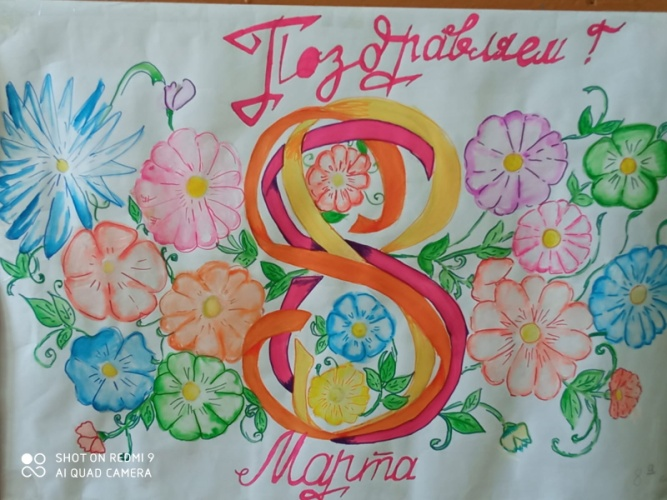 Поздравляем!
8
Марта
SHOT ON REDMI 9
AI QUAD CAMERA